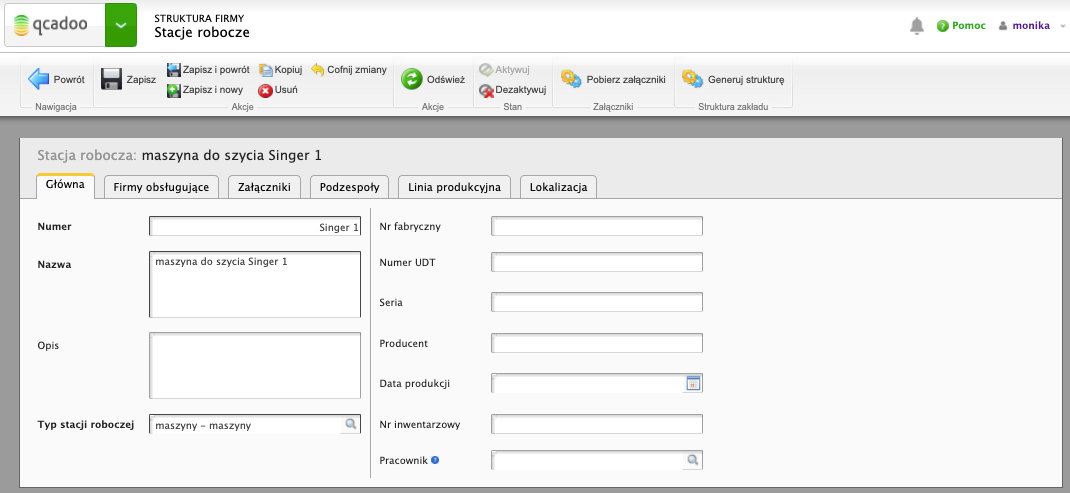 qcadoo
STRUKTURA FIRMY
Stacje robocze
Pomoc
monika
Powrót
Nawigacja
Zapisz
Zapisz i powrót
Kopiuj
Cofnij zmiany
Zapisz i nowy
Usuń
Akcje
Odśwież
Akcje
Aktywuj
Dezaktywuj
Stan
Pobierz załączniki
Załączniki
Generuj strukturę
Struktura zakładu
Stacja robocza: maszyna do szycia Singer 1
Główna
Firmy obsługujące
Załączniki
Podzespoły
Linia produkcyjna
Lokalizacja
Numer
Singer 1
Nazwa
maszyna do szycia Singer 1
Opis
Typ stacji roboczej
maszyny - maszyny
Nr fabryczny
Numer UDT
Seria
Producent
Data produkcji
Nr inwentarzowy
Pracownik ?